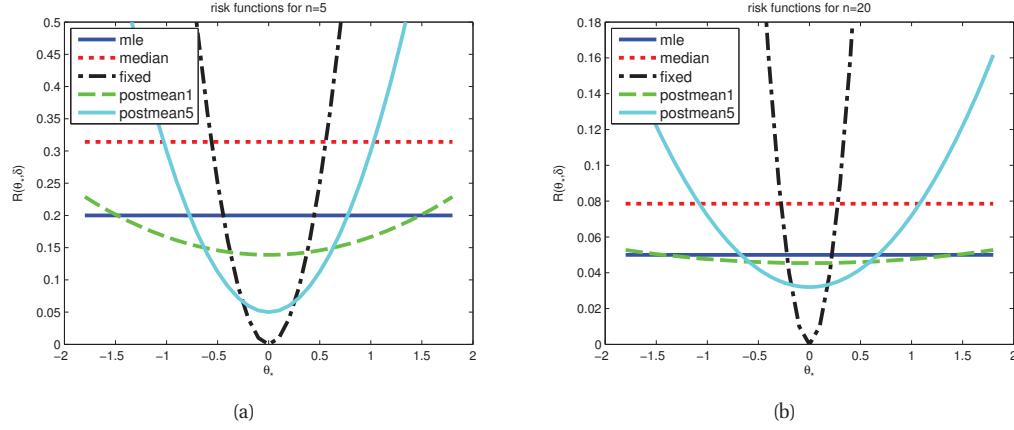 risk functions for n=5
0.5
0.45
0.4
0.35
0.3
0.25
0.2
0.15
0.1
0.05
0
R(θ*,δ)
mle
median
fixed
postmean1
postmean5
−2 −1.5 −1 −0.5 0 0.5 1 1.5 2
θ*
(a)
risk functions for n=20
0.18
0.16
0.14
0.12
0.1
0.08
0.06
0.04
0.02
0
R(θ*,δ)
mle
median
fixed
postmean1
postmean5
−2 −1.5 −1 −0.5 0 0.5 1 1.5 2
θ*
(b)